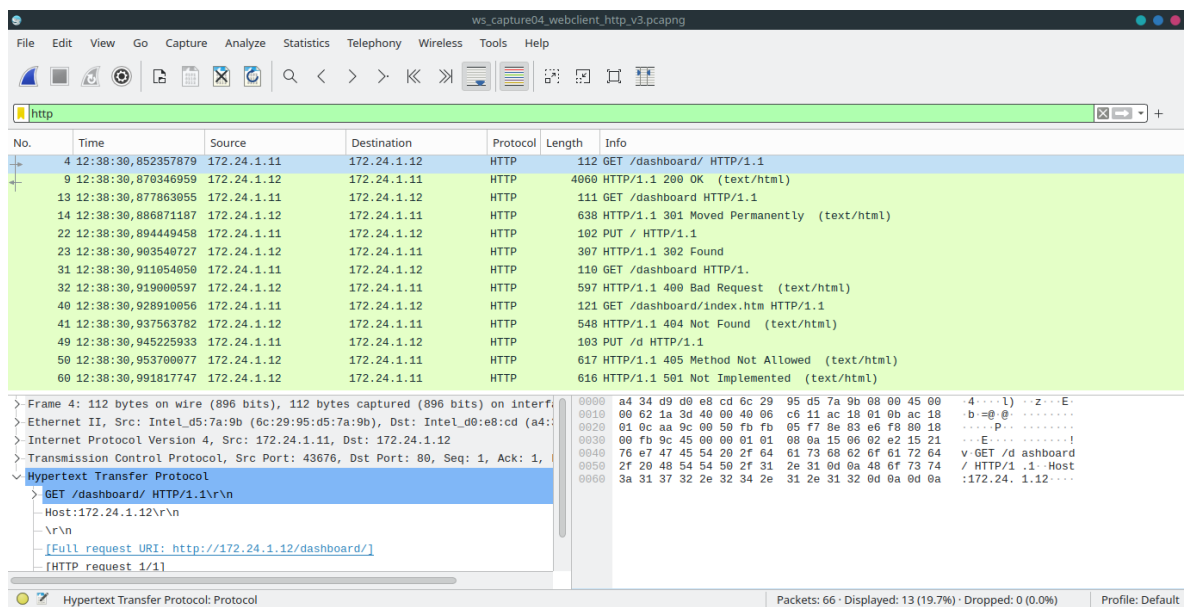 ws_capture04_webclient_http_v3.pcapng
File Edit View Go Capture Analyze Statistics Telephony Wireless Tools Help
http
No. Time Source Destination Protocol Length Info
4 12:38:30,852357879 172.24.1.11 172.24.1.12 HTTP 112 GET /dashboard/ HTTP/1.1
9 12:38:30,870346959 172.24.1.12 172.24.1.11 HTTP 4060 HTTP/1.1 200 OK (text/html)
13 12:38:30,877863055 172.24.1.11 172.24.1.12 HTTP 111 GET /dashboard HTTP/1.1
14 12:38:30,886871187 172.24.1.12 172.24.1.11 HTTP 638 HTTP/1.1 301 Moved Permanently (text/html)
22 12:38:30,894449458 172.24.1.11 172.24.1.12 HTTP 102 PUT / HTTP/1.1
23 12:38:30,903540727 172.24.1.12 172.24.1.11 HTTP 307 HTTP/1.1 302 Found
31 12:38:30,911054050 172.24.1.11 172.24.1.12 HTTP 110 GET /dashboard HTTP/1.
32 12:38:30,919000597 172.24.1.12 172.24.1.11 HTTP 597 HTTP/1.1 400 Bad Request (text/html)
40 12:38:30,928910056 172.24.1.11 172.24.1.12 HTTP 121 GET /dashboard/index.htm HTTP/1.1
41 12:38:30,937563782 172.24.1.12 172.24.1.11 HTTP 548 HTTP/1.1 404 Not Found (text/html)
49 12:38:30,945225933 172.24.1.11 172.24.1.12 HTTP 103 PUT /d HTTP/1.1
50 12:38:30,953700077 172.24.1.12 172.24.1.11 HTTP 617 HTTP/1.1 405 Method Not Allowed (text/html)
60 12:38:30,991817747 172.24.1.12 172.24.1.11 HTTP 616 HTTP/1.1 501 Not Implemented (text/html)
Frame 4: 112 bytes on wire (896 bits), 112 bytes captured (896 bits) on interf
Ethernet II, Src: Intel_d5:7a:9b (6c:29:95:d5:7a:9b), Dst: Intel_d0:e8:cd (a4:
Internet Protocol Version 4, Src: 172.24.1.11, Dst: 172.24.1.12
Transmission Control Protocol, Src Port: 43676, Dst Port: 80, Seq: 1, Ack: 1,
Hypertext Transfer Protocol
GET /dashboard/ HTTP/1.1\r\n
Host:172.24.1.12\r\n
\r\n
[Full request URI: http://172.24.1.12/dashboard/]
[HTTP request 1/1]
0000 a4 34 d9 d0 e8 cd 6c 29 95 d5 7a 9b 08 00 45 00 ·4····l) ··z···E·
0010 00 62 1a 3d 40 00 40 06 c6 11 ac 18 01 0b ac 18 ·b·=@·@· ········
0020 01 0c aa 9c 00 50 fb fb 05 f7 8e 83 e6 f8 80 18 ·····P·· ········
0030 00 fb 9c 45 00 00 01 01 08 0a 15 06 02 e2 15 21 ···E···· ·······!
0040 76 e7 47 45 54 20 2f 64 61 73 68 62 6f 61 72 64 v·GET /d ashboard
0050 2f 20 48 54 54 50 2f 31 2e 31 0d 0a 48 6f 73 74 / HTTP/1 .1··Host
0060 3a 31 37 32 2e 32 34 2e 31 2e 31 32 0d 0a 0d 0a :172.24. 1.12····
Hypertext Transfer Protocol: Protocol
Packets: 66 · Displayed: 13 (19.7%) · Dropped: 0 (0.0%)
Profile: Default